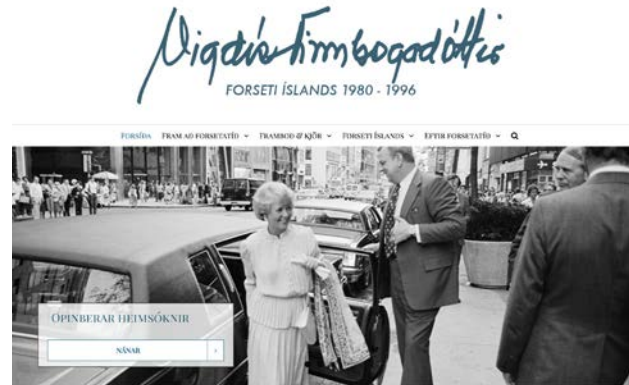 Vigdís Finnbogadóttir
FORSETI ÍSLANDS 1980 - 1996
FORSÍÐA FRAM AÐ FORSETATÍÐ FRAMBOÐ & KJÖR FORSETI ÍSLANDS EFTIR FORSETATÍÐ
OPINBERAR HEIMSÓKNIR
NÁNAR